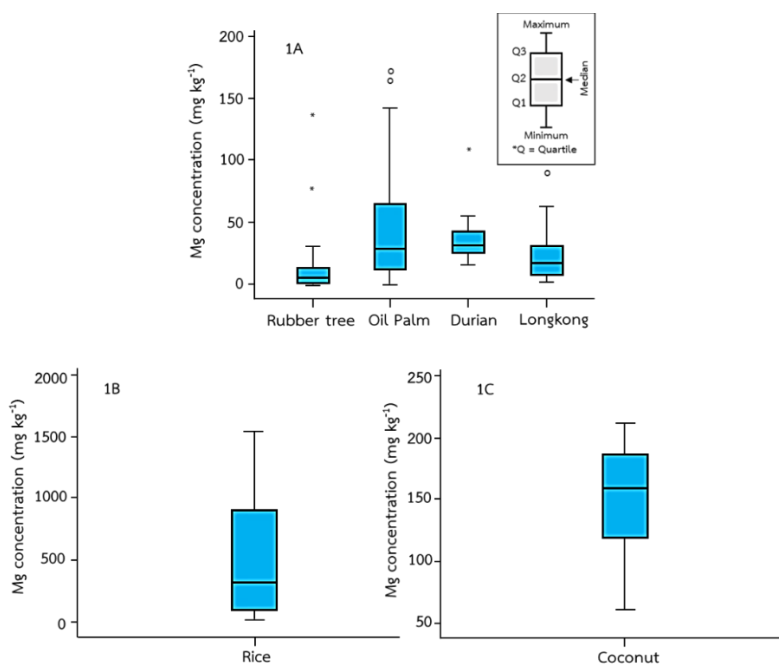 1A
Mg concentration (mg kg⁻¹)
200
150
100
50
0
Rubber tree Oil Palm Durian Longkong
Maximum
Q3
Q2
Q1
Median
Minimum
*Q = Quartile
1B
Mg concentration (mg kg⁻¹)
2000
1500
1000
500
0
Rice
1C
Mg concentration (mg kg⁻¹)
250
200
150
100
50
Coconut